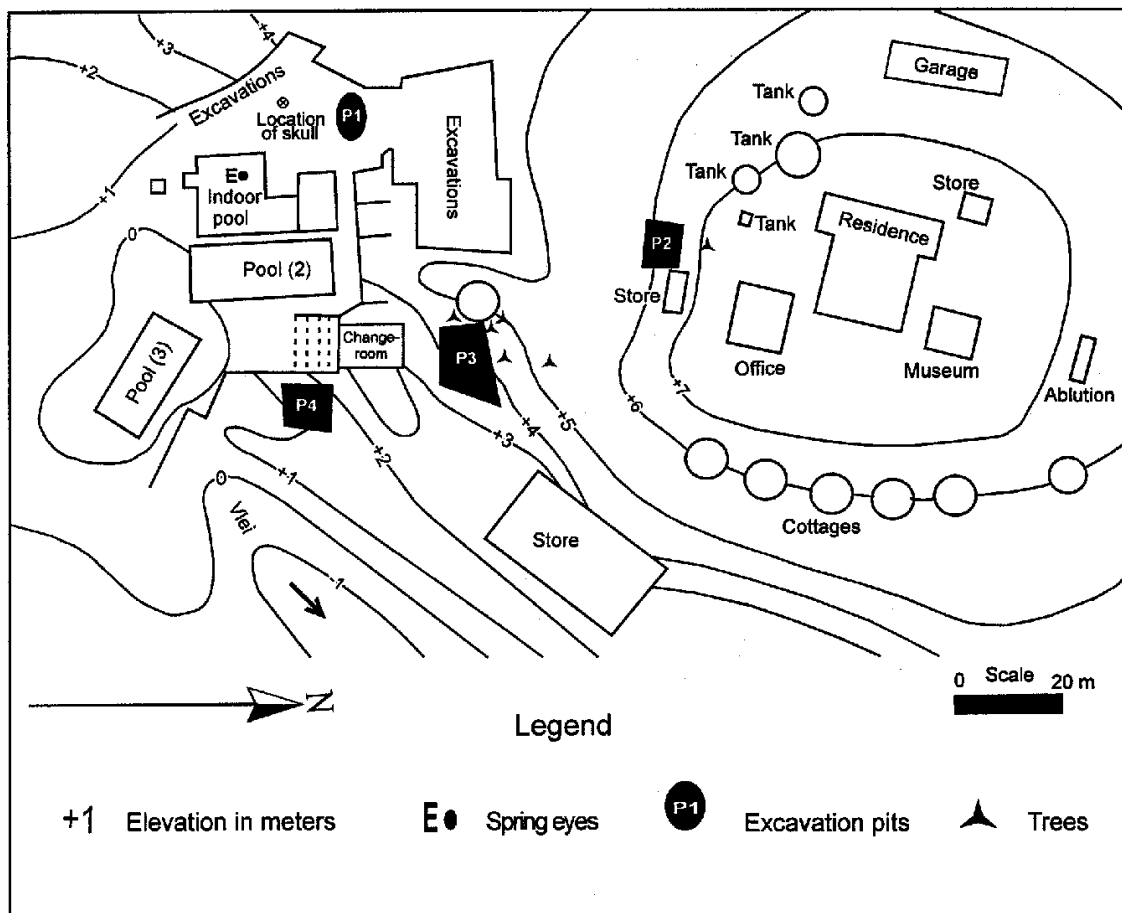 +4
+3
+2
Excavations
Location
of skull
P1
Excavations
E
Indoor
pool
+1
0
Pool (2)
Pool (3)
Change-
room
P3
P4
+3
+4
+5
+2
+1
0
Vlei
-1
Store
Garage
Tank
Tank
Tank
Tank
Store
Residence
P2
Store
Office
Museum
Ablution
+6
+7
Cottages
N
0 Scale 20 m
Legend
+1 Elevation in meters
E Spring eyes
P1 Excavation pits
Trees